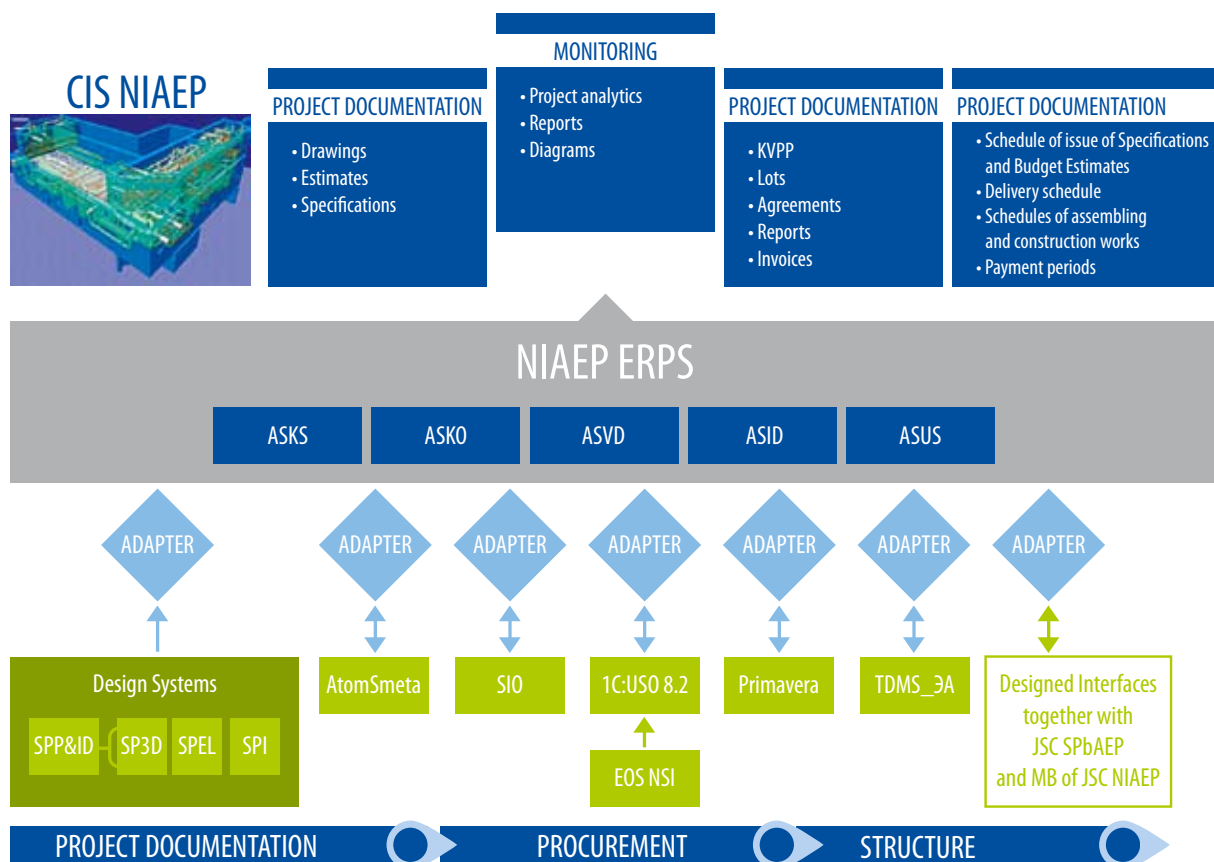 CIS NIAEP
PROJECT DOCUMENTATION
• Drawings
• Estimates
• Specifications
MONITORING
• Project analytics
• Reports
• Diagrams
PROJECT DOCUMENTATION
• KVPP
• Lots
• Agreements
• Reports
• Invoices
PROJECT DOCUMENTATION
• Schedule of issue of Specifications
and Budget Estimates
• Delivery schedule
• Schedules of assembling
and construction works
• Payment periods
NIAEP ERPS
ASKS
ASKO
ASVD
ASID
ASUS
ADAPTER
ADAPTER
ADAPTER
ADAPTER
ADAPTER
ADAPTER
ADAPTER
Design Systems
SPP&ID
SP3D
SPEL
SPI
AtomSmeta
SIO
1C:USO 8.2
EOS NSI
Primavera
TDMS_ЭА
Designed Interfaces
together with
JSC SPbAEP
and MB of JSC NIAEP
PROJECT DOCUMENTATION
PROCUREMENT
STRUCTURE